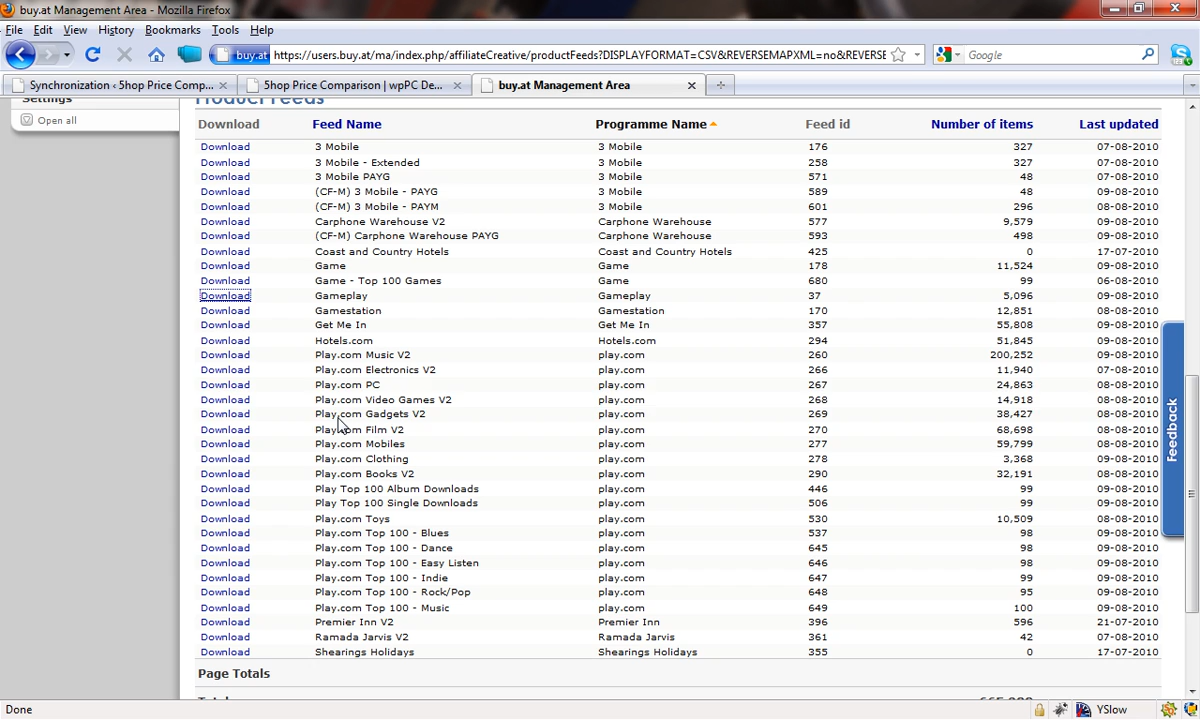 buy.at Management Area - Mozilla Firefox
File Edit View History Bookmarks Tools Help
buy.at https://users.buy.at/ma/index.php/affiliateCreative/productFeeds?DISPLAYFORMAT=CSV&REVERSEMAPXML=no&REVERSE Google
Synchronization ‹ 5hop Price Comp... 5hop Price Comparison | wpPC De... buy.at Management Area
Settings Product Feeds
Open all
Download Feed Name Programme Name Feed id Number of items Last updated
Download 3 Mobile 3 Mobile 176 327 07-08-2010
Download 3 Mobile - Extended 3 Mobile 258 327 07-08-2010
Download 3 Mobile PAYG 3 Mobile 571 48 07-08-2010
Download (CF-M) 3 Mobile - PAYG 3 Mobile 589 48 09-08-2010
Download (CF-M) 3 Mobile - PAYM 3 Mobile 601 296 08-08-2010
Download Carphone Warehouse V2 Carphone Warehouse 577 9,579 09-08-2010
Download (CF-M) Carphone Warehouse PAYG Carphone Warehouse 593 498 09-08-2010
Download Coast and Country Hotels Coast and Country Hotels 425 0 17-07-2010
Download Game Game 178 11,524 09-08-2010
Download Game - Top 100 Games Game 680 99 06-08-2010
Download Gameplay Gameplay 37 5,096 09-08-2010
Download Gamestation Gamestation 170 12,851 08-08-2010
Download Get Me In Get Me In 357 55,808 09-08-2010
Download Hotels.com Hotels.com 294 51,845 09-08-2010
Download Play.com Music V2 play.com 260 200,252 08-08-2010
Download Play.com Electronics V2 play.com 266 11,940 07-08-2010
Download Play.com PC play.com 267 24,863 08-08-2010
Download Play.com Video Games V2 play.com 268 14,918 08-08-2010
Download Play.com Gadgets V2 play.com 269 38,427 08-08-2010
Download Play.com Film V2 play.com 270 68,698 08-08-2010
Download Play.com Mobiles play.com 277 59,799 08-08-2010
Download Play.com Clothing play.com 278 3,368 09-08-2010
Download Play.com Books V2 play.com 290 32,191 08-08-2010
Download Play Top 100 Album Downloads play.com 446 99 09-08-2010
Download Play Top 100 Single Downloads play.com 506 99 09-08-2010
Download Play.com Toys play.com 530 10,509 08-08-2010
Download Play.com Top 100 - Blues play.com 537 98 09-08-2010
Download Play.com Top 100 - Dance play.com 645 98 09-08-2010
Download Play.com Top 100 - Easy Listen play.com 646 98 09-08-2010
Download Play.com Top 100 - Indie play.com 647 99 09-08-2010
Download Play.com Top 100 - Rock/Pop play.com 648 95 09-08-2010
Download Play.com Top 100 - Music play.com 649 100 09-08-2010
Download Premier Inn V2 Premier Inn 396 596 21-07-2010
Download Ramada Jarvis V2 Ramada Jarvis 361 42 07-08-2010
Download Shearings Holidays Shearings Holidays 355 0 17-07-2010
Page Totals
Feedback
Done YSlow